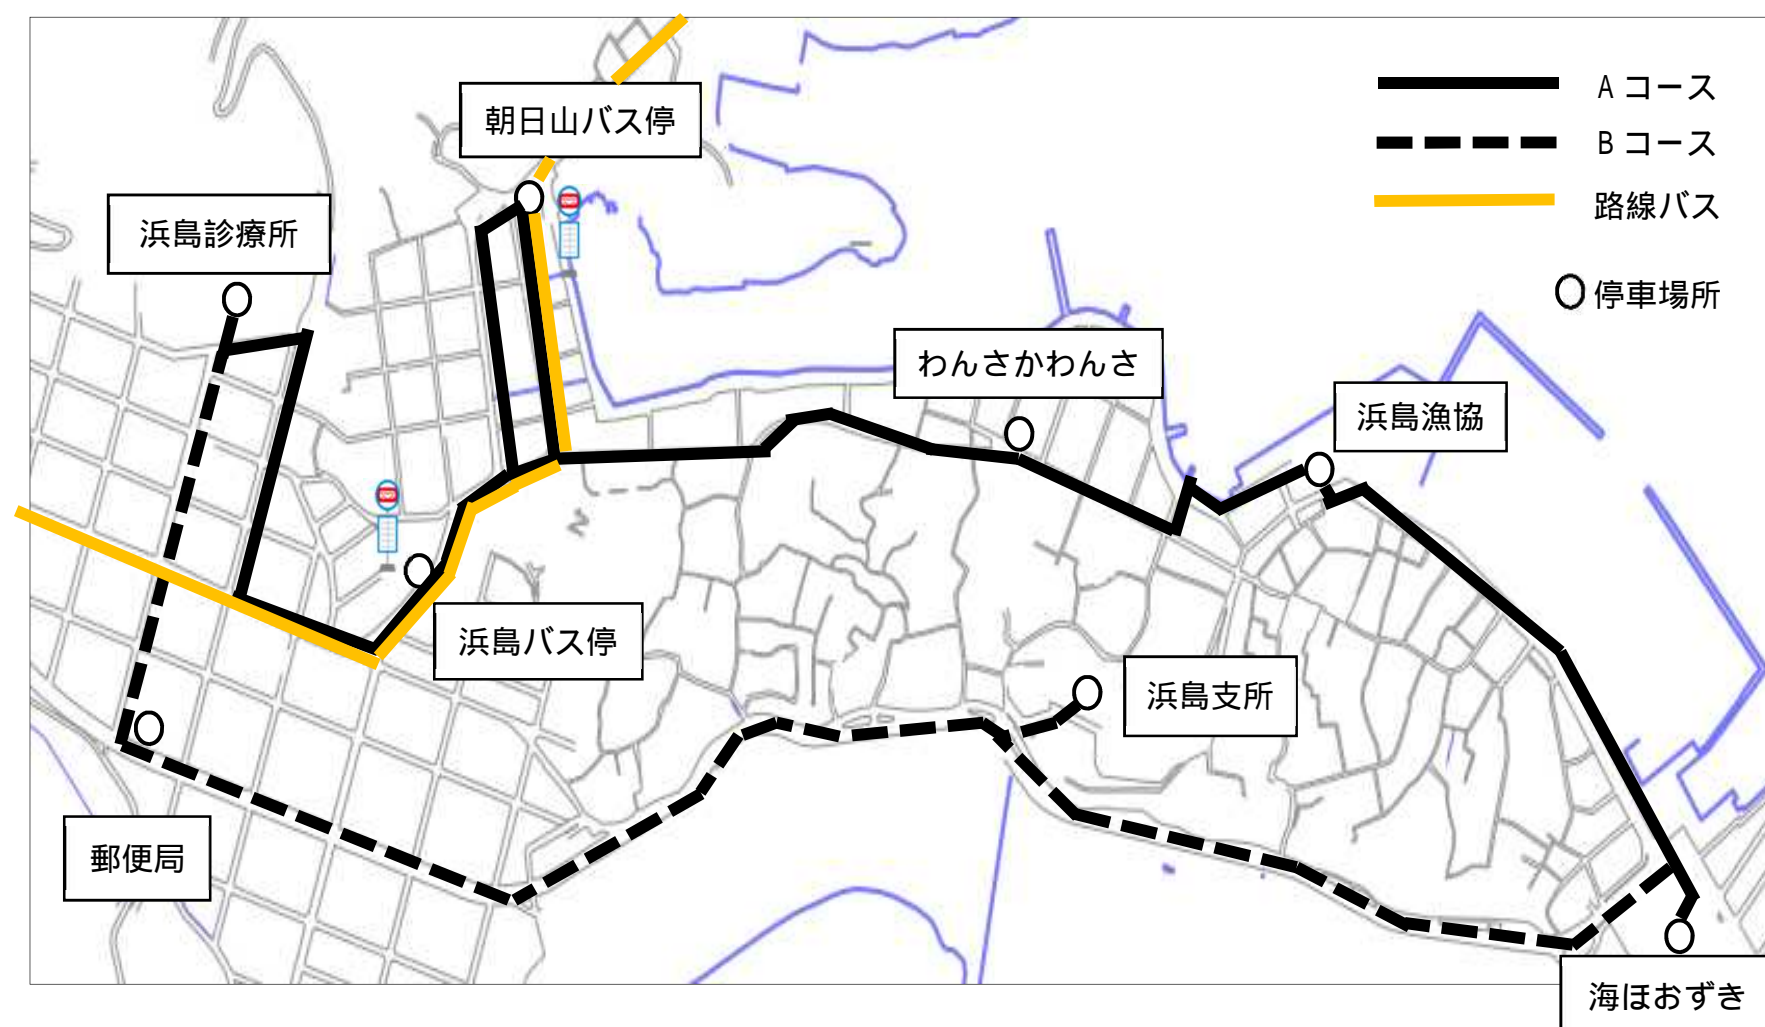 Aコース
Bコース
路線バス
停車場所
朝日山バス停
浜島診療所
わんさかわんさ
浜島漁協
浜島バス停
浜島支所
郵便局
海ほおずき